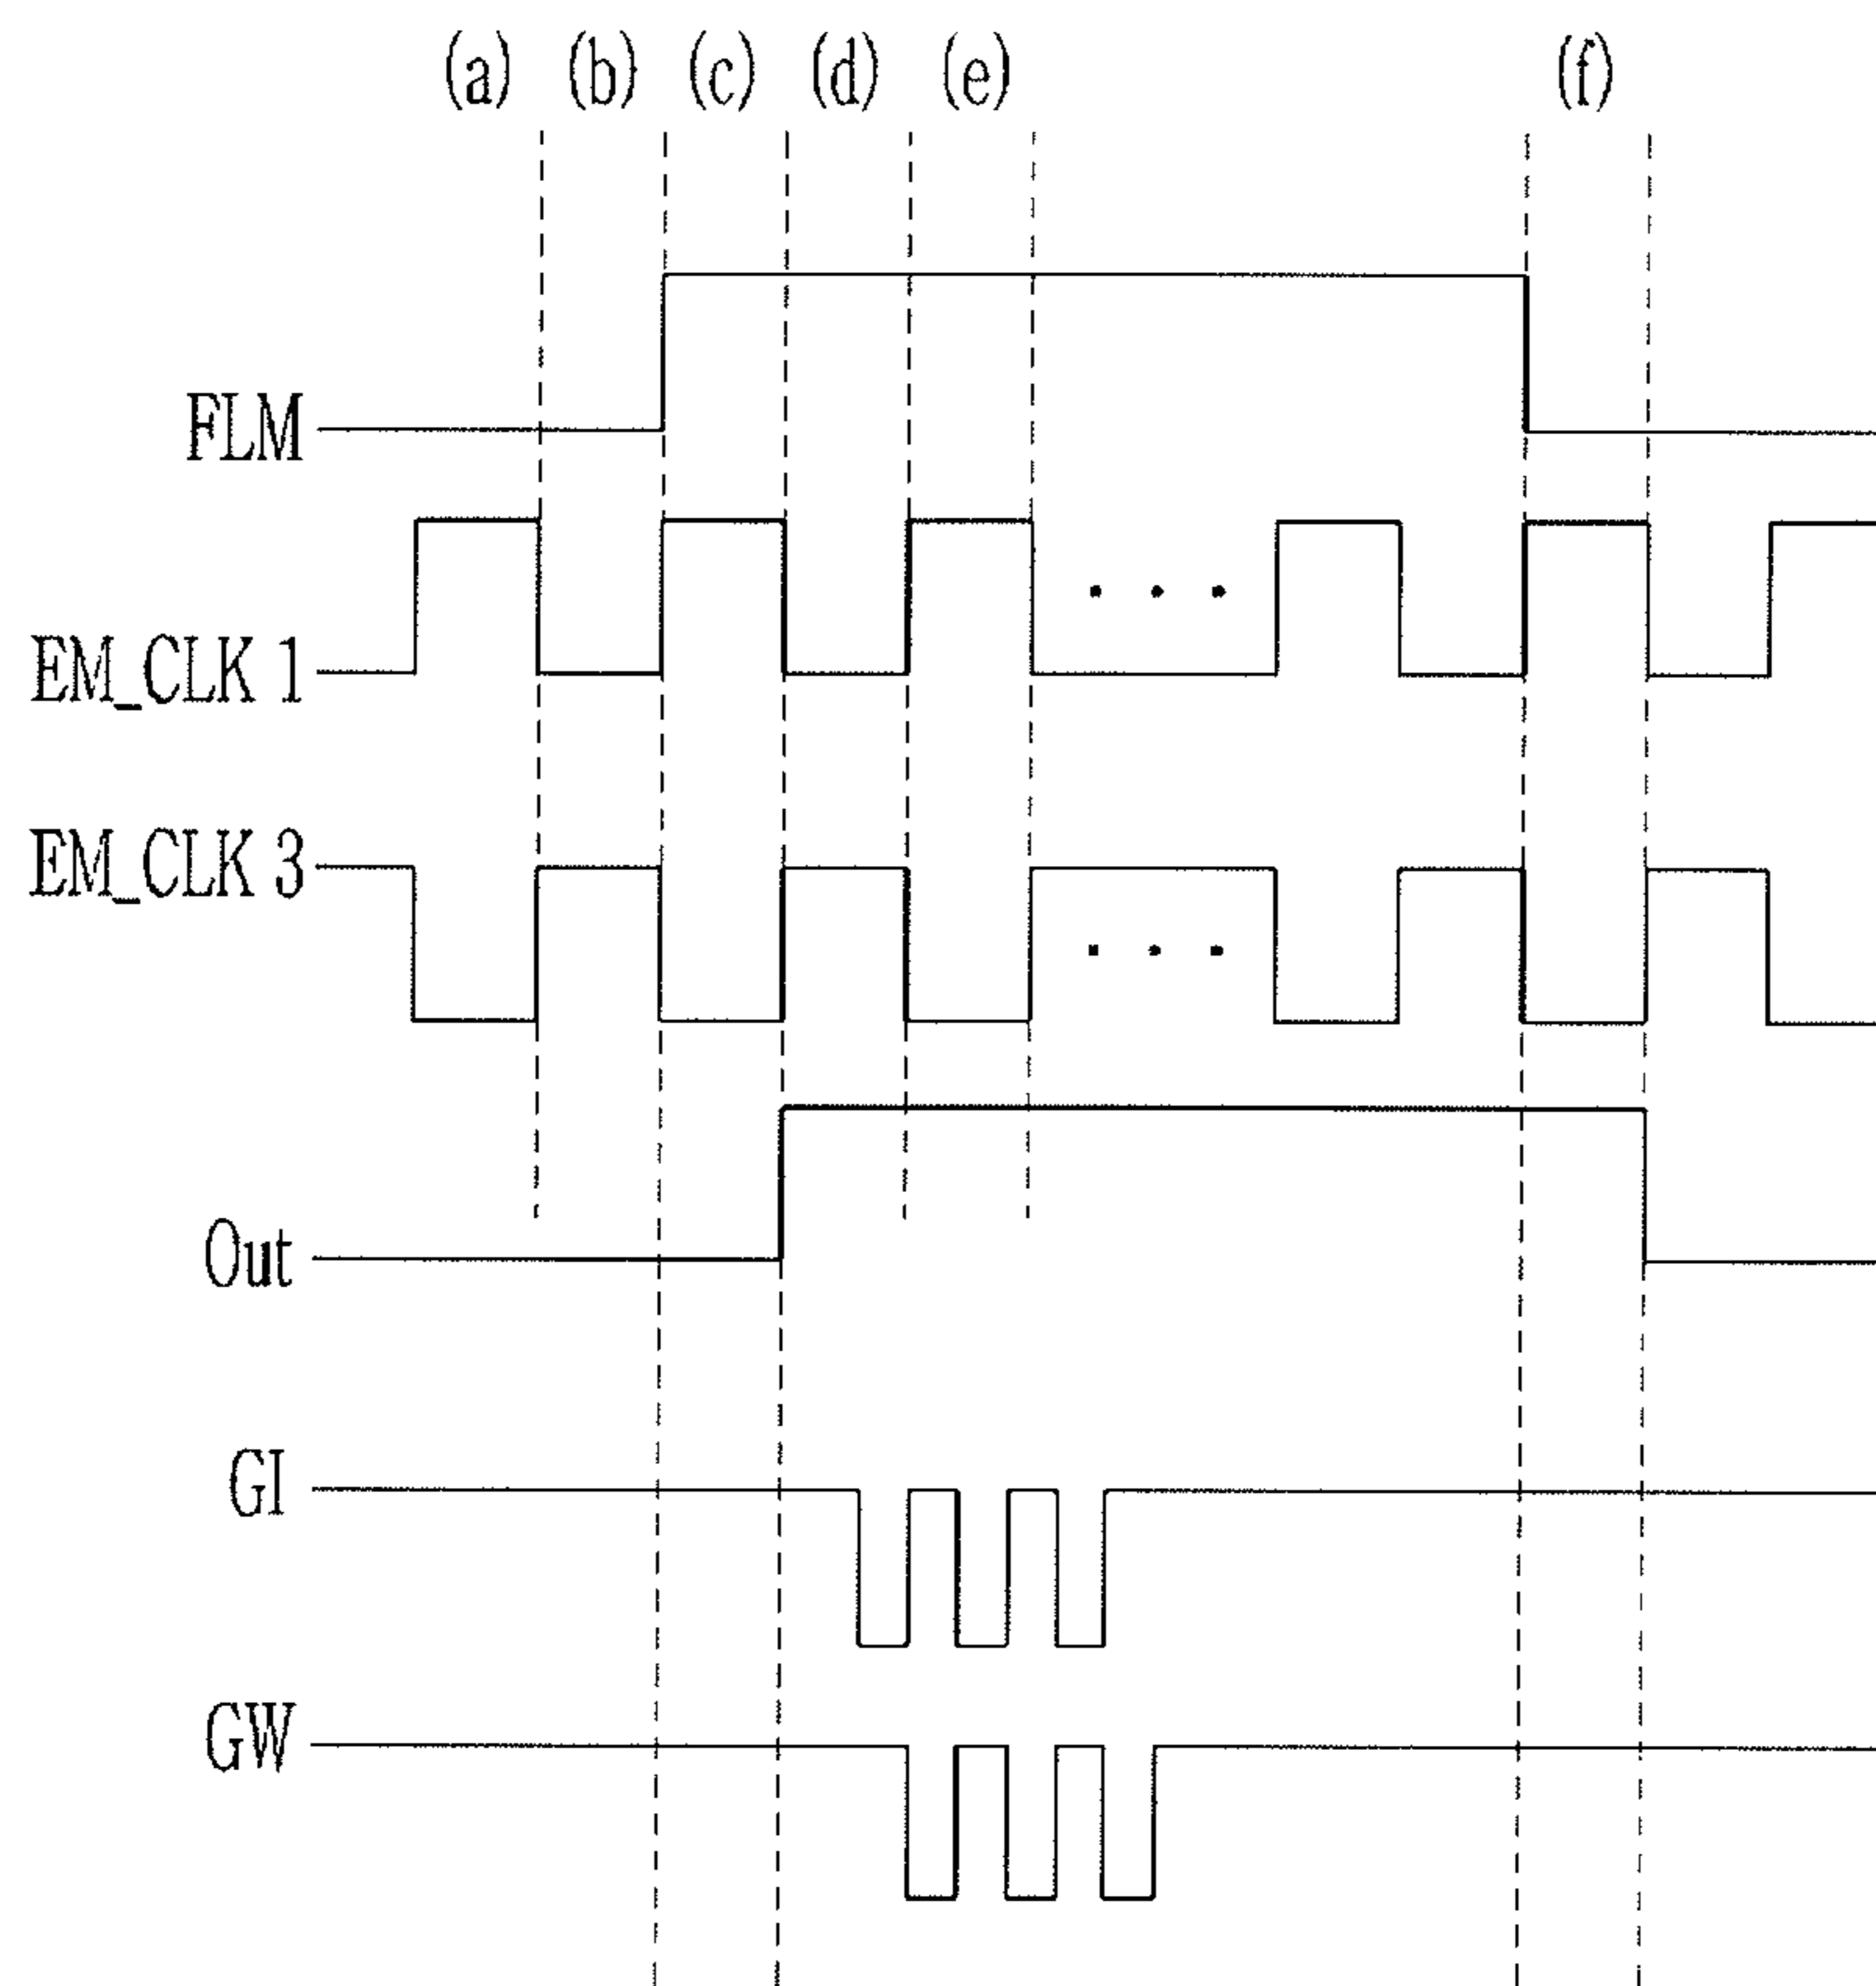 (a) (b) (c) (d) (e) (f)
FLM
EM_CLK 1
EM_CLK 3
Out
GI
GW